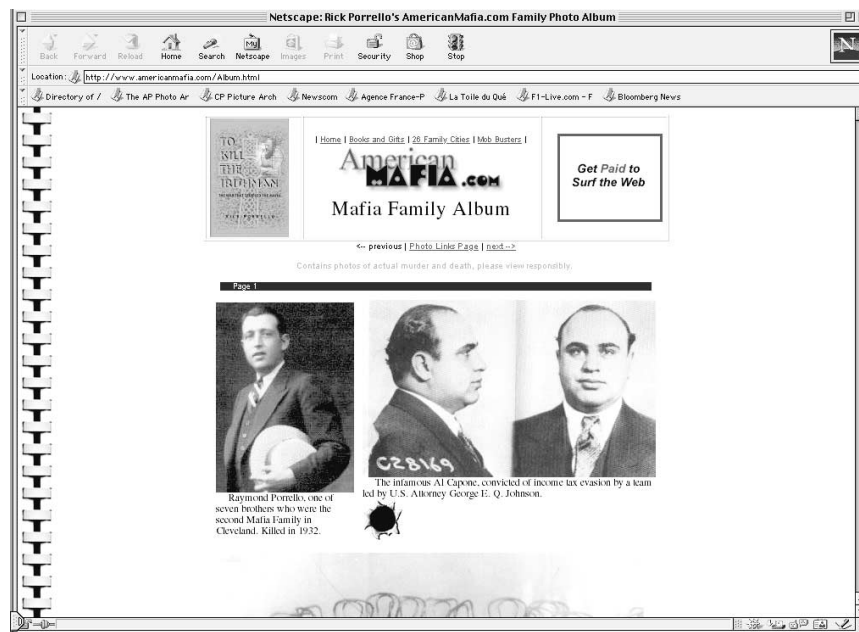 Netscape: Rick Porrello's AmericanMafia.com Family Photo Album
Back Forward Reload Home Search Netscape Images Print Security Shop Stop
My
N
Location: http://www.americanmafia.com/Album.html
Directory of / The AP Photo Ar CP Picture Arch Newscom Agence France-P La Toile du Qué F1-Live.com - F Bloomberg News
TO
KILL
THE
IRISHMAN
RICK PORRELLO
| Home | Books and Gifts | 26 Family Cities | Mob Busters |
American
MAFIA.COM
Mafia Family Album
Get Paid to
Surf the Web
<-- previous | Photo Links Page | next -->
Contains photos of actual murder and death, please view responsibly.
Page 1
C28169
Raymond Porrello, one of
seven brothers who were the
second Mafia Family in
Cleveland. Killed in 1932.
The infamous Al Capone, convicted of income tax evasion by a team
led by U.S. Attorney George E. Q. Johnson.